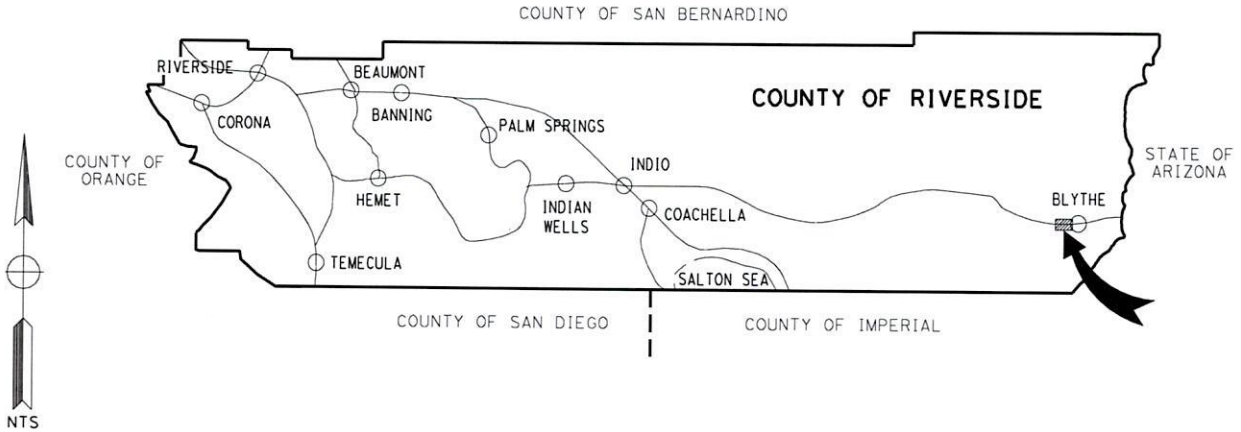 COUNTY OF SAN BERNARDINO
RIVERSIDE
BEAUMONT
COUNTY OF RIVERSIDE
CORONA
BANNING
PALM SPRINGS
COUNTY OF
ORANGE
STATE OF
ARIZONA
INDIO
HEMET
INDIAN
WELLS
COACHELLA
BLYTHE
TEMECULA
SALTON SEA
COUNTY OF SAN DIEGO
COUNTY OF IMPERIAL
NTS